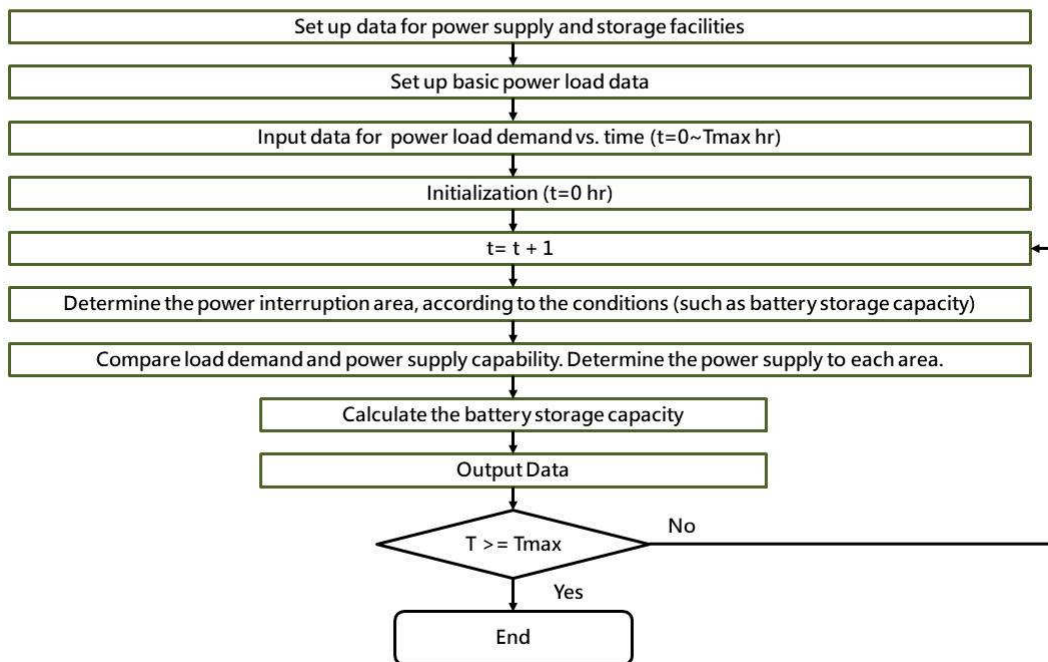 Set up data for power supply and storage facilities
Set up basic power load data
Input data for power load demand vs. time (t=0~Tmax hr)
Initialization (t=0 hr)
t= t + 1
Determine the power interruption area, according to the conditions (such as battery storage capacity)
Compare load demand and power supply capability. Determine the power supply to each area.
Calculate the battery storage capacity
Output Data
T >= Tmax
No
Yes
End